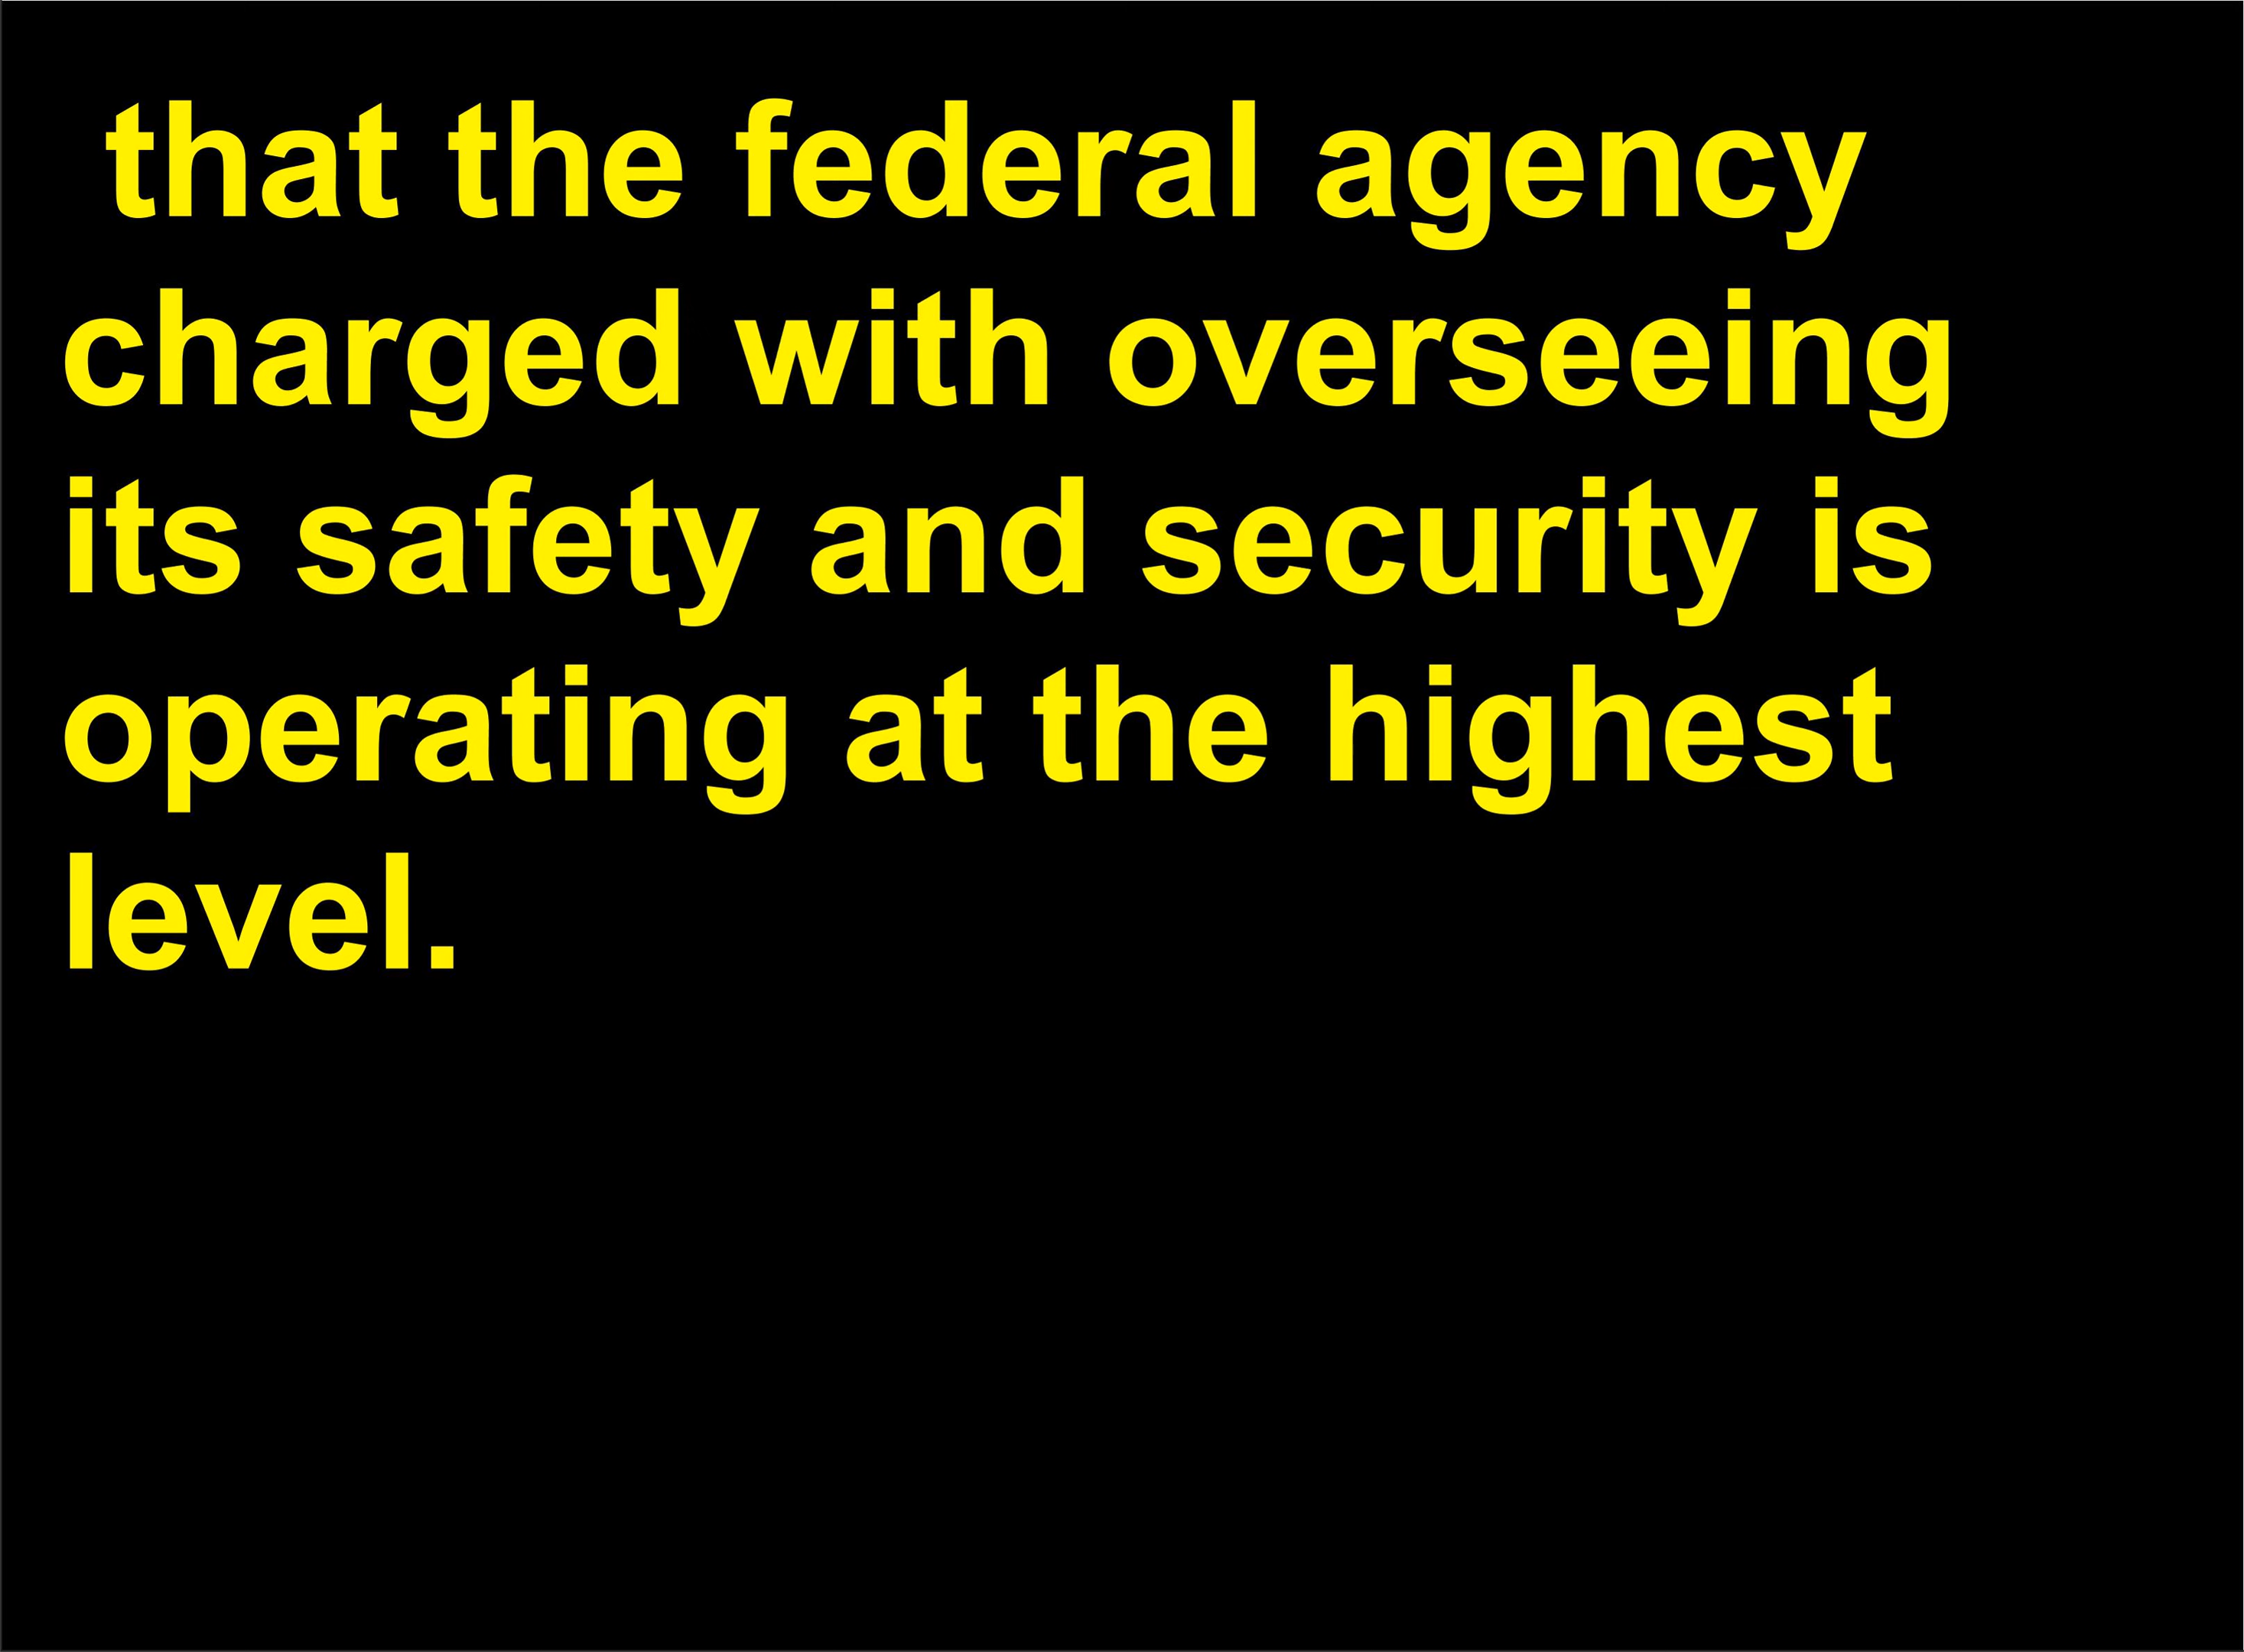 that the federal agency
charged with overseeing
its safety and security is
operating at the highest
level.